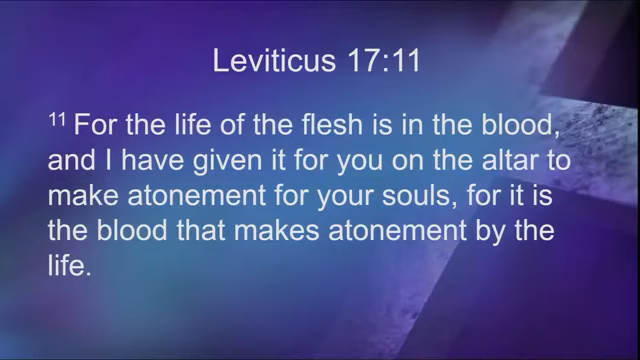 Leviticus 17:11
11 For the life of the flesh is in the blood,
and I have given it for you on the altar to
make atonement for your souls, for it is
the blood that makes atonement by the
life.